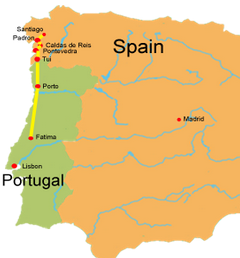 Santiago
Padron
Caldas de Reis
Pontevedra
Tui
Spain
Porto
Madrid
Fatima
Lisbon
Portugal